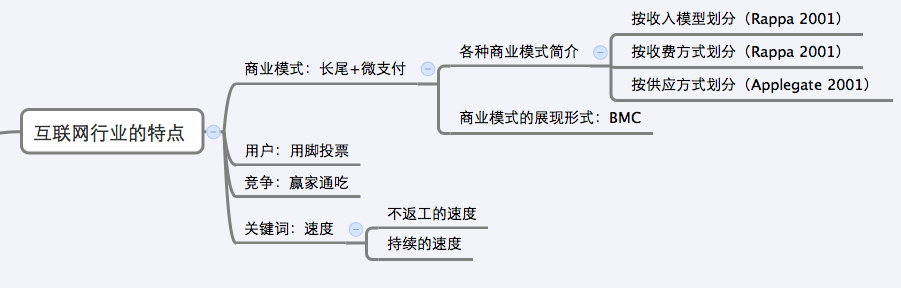 互联网行业的特点
商业模式：长尾+微支付
各种商业模式简介
按收入模型划分（Rappa 2001）
按收费方式划分（Rappa 2001）
按供应方式划分（Applegate 2001）
商业模式的展现形式：BMC
用户：用脚投票
竞争：赢家通吃
关键词：速度
不返工的速度
持续的速度